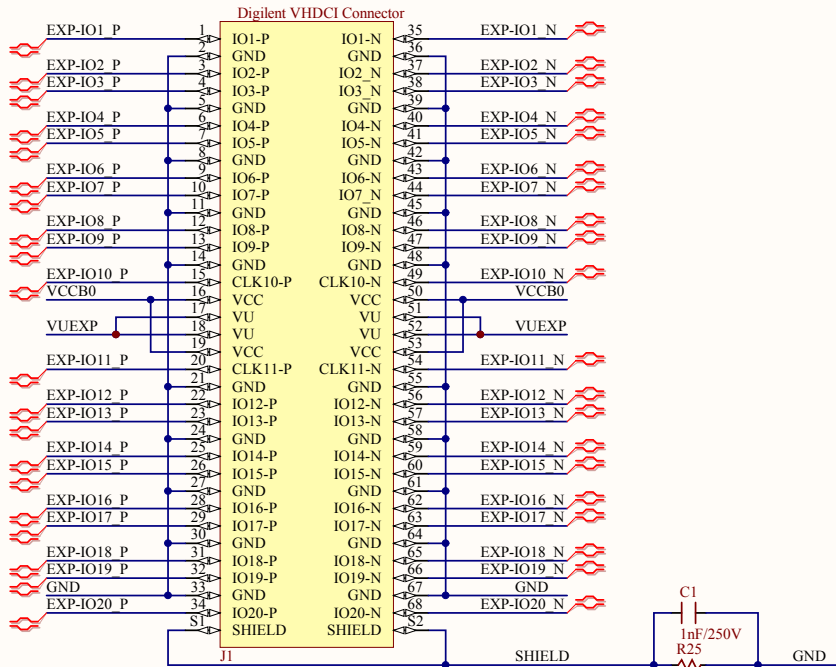 Digilent VHDCI Connector
EXP-IO1_P 1 IO1-P IO1-N 35 EXP-IO1_N
2 GND GND 36
EXP-IO2_P 3 IO2-P IO2_N 37 EXP-IO2_N
EXP-IO3_P 4 IO3-P IO3_N 38 EXP-IO3_N
5 GND GND 39
EXP-IO4_P 6 IO4-P IO4-N 40 EXP-IO4_N
EXP-IO5_P 7 IO5-P IO5-N 41 EXP-IO5_N
8 GND GND 42
EXP-IO6_P 9 IO6-P IO6-N 43 EXP-IO6_N
EXP-IO7_P 10 IO7-P IO7_N 44 EXP-IO7_N
11 GND GND 45
EXP-IO8_P 12 IO8-P IO8-N 46 EXP-IO8_N
EXP-IO9_P 13 IO9-P IO9-N 47 EXP-IO9_N
14 GND GND 48
EXP-IO10_P 15 CLK10-P CLK10-N 49 EXP-IO10_N
VCCB0 16 VCC VCC 50 VCCB0
17 VU VU 51
VUEXP 18 VU VU 52 VUEXP
19 VCC VCC 53
EXP-IO11_P 20 CLK11-P CLK11-N 54 EXP-IO11_N
21 GND GND 55
EXP-IO12_P 22 IO12-P IO12-N 56 EXP-IO12_N
EXP-IO13_P 23 IO13-P IO13-N 57 EXP-IO13_N
24 GND GND 58
EXP-IO14_P 25 IO14-P IO14-N 59 EXP-IO14_N
EXP-IO15_P 26 IO15-P IO15-N 60 EXP-IO15_N
27 GND GND 61
EXP-IO16_P 28 IO16-P IO16-N 62 EXP-IO16_N
EXP-IO17_P 29 IO17-P IO17-N 63 EXP-IO17_N
30 GND GND 64
EXP-IO18_P 31 IO18-P IO18-N 65 EXP-IO18_N
EXP-IO19_P 32 IO19-P IO19-N 66 EXP-IO19_N
GND 33 GND GND 67 GND
EXP-IO20_P 34 IO20-P IO20-N 68 EXP-IO20_N
S1 SHIELD SHIELD S2
C1
1nF/250V
R25
J1 SHIELD GND